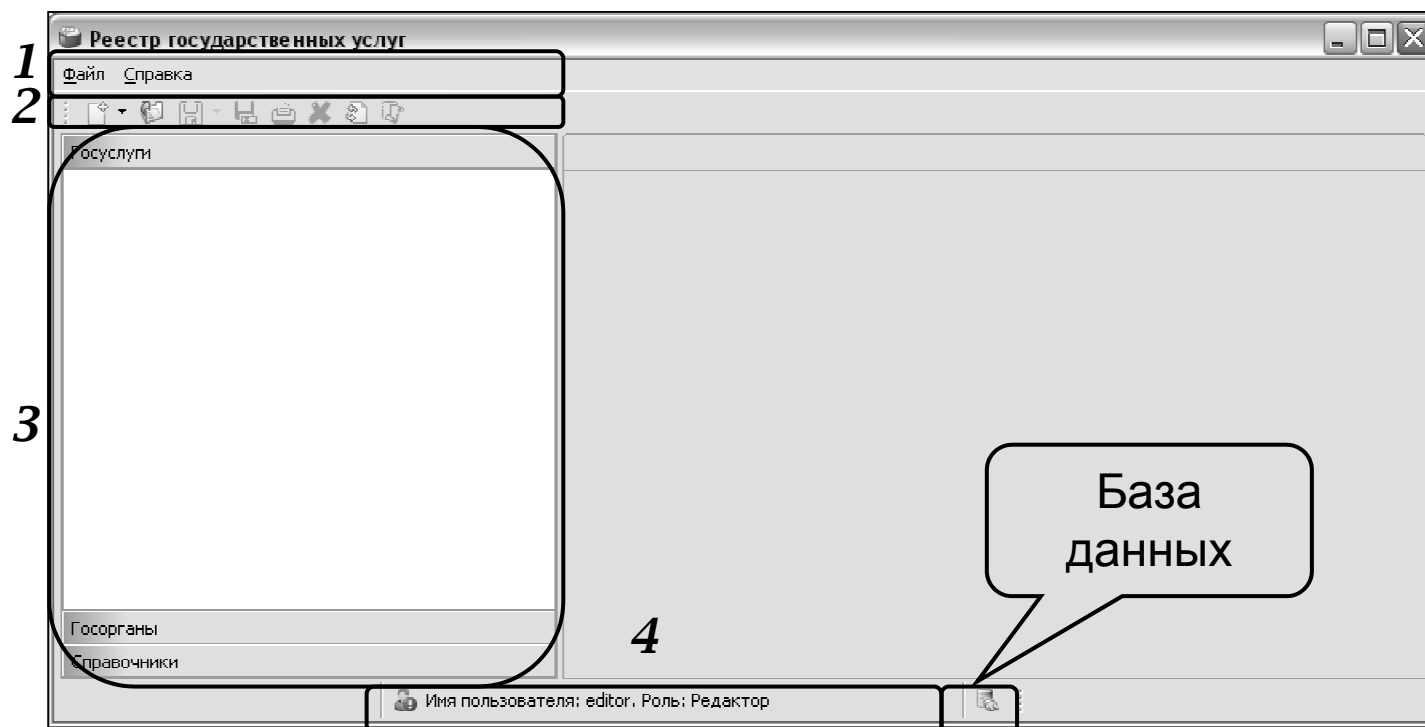 Реестр государственных услуг
1
Файл Справка
2
Госуслуги
3
База
данных
Госорганы
4
Справочники
Имя пользователя: editor. Роль: Редактор